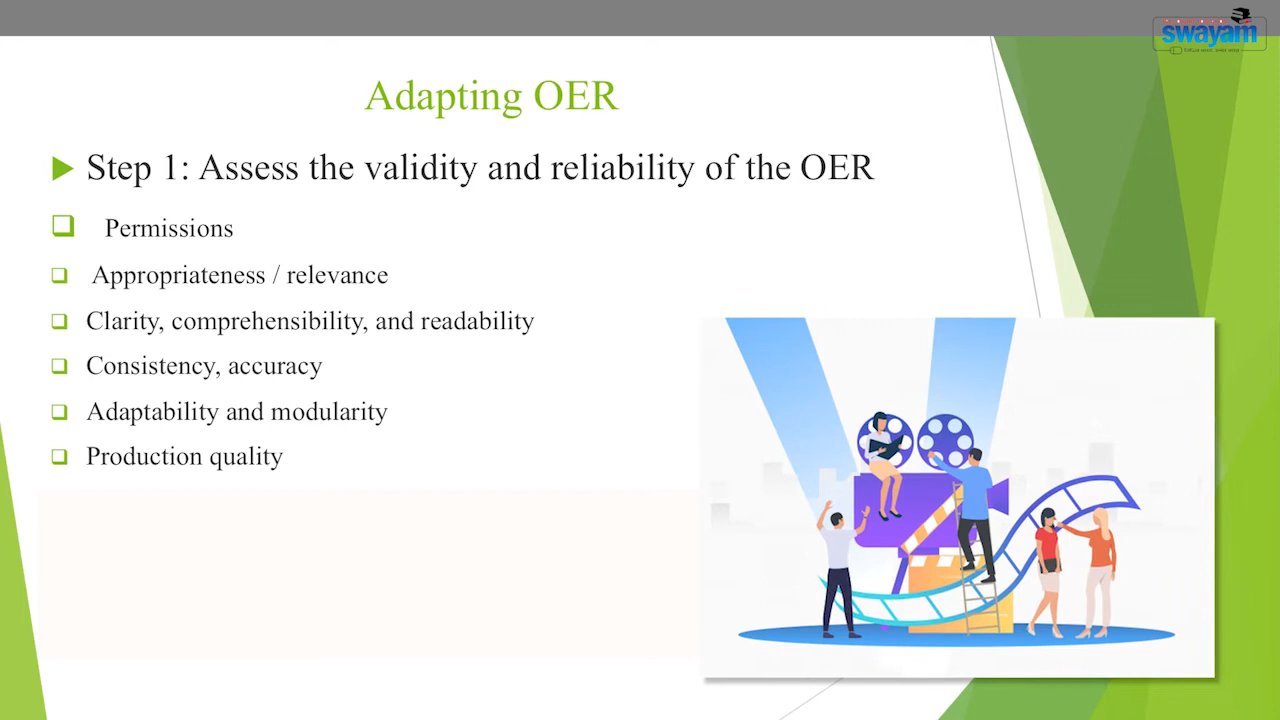 swayam
Adapting OER
Step 1: Assess the validity and reliability of the OER
Permissions
Appropriateness / relevance
Clarity, comprehensibility, and readability
Consistency, accuracy
Adaptability and modularity
Production quality